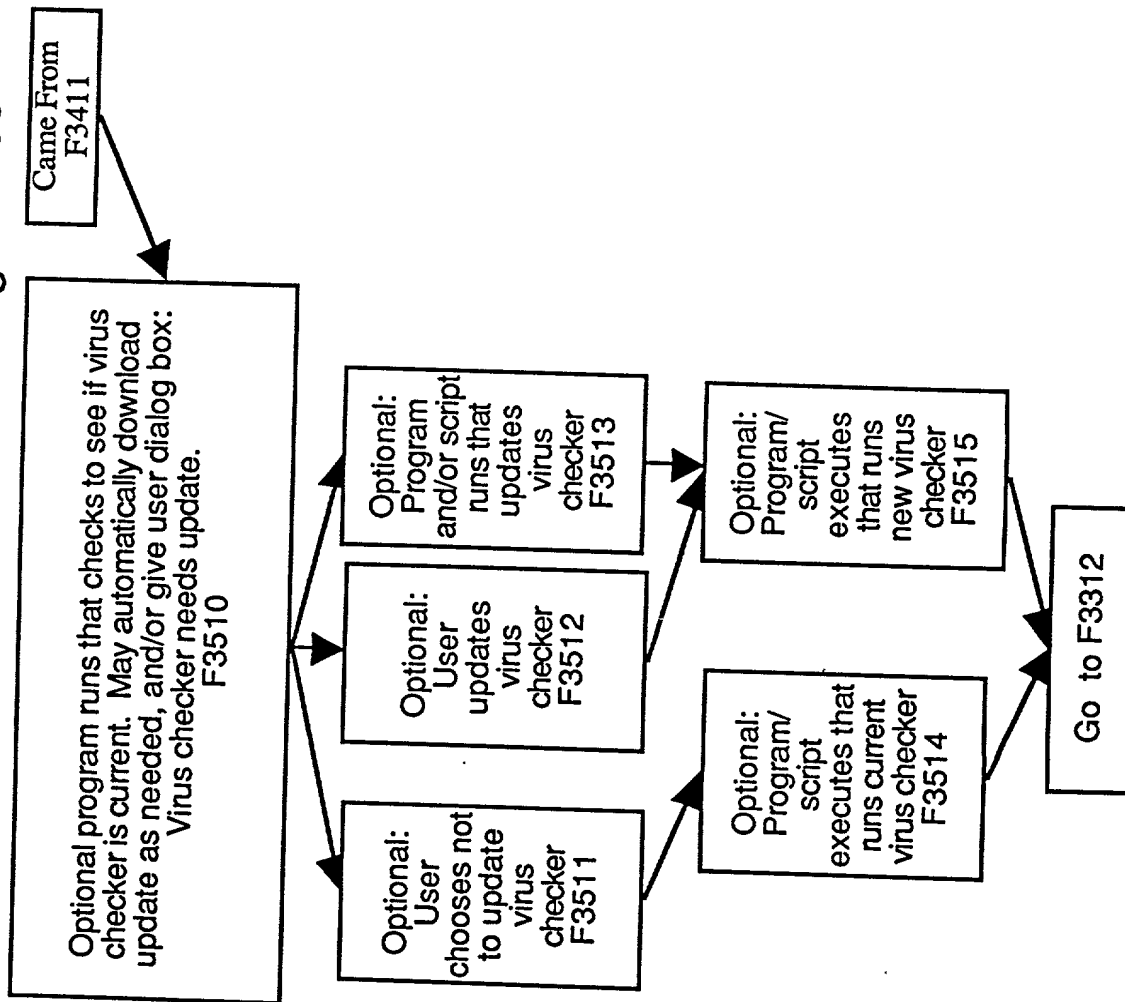 Came From
F3411
Optional program runs that checks to see if virus
checker is current. May automatically download
update as needed, and/or give user dialog box:
Virus checker needs update.
F3510
Optional:
User
chooses not
to update
virus
checker
F3511
Optional:
User
updates
virus
checker
F3512
Optional:
Program
and/or script
runs that
updates
virus
checker
F3513
Optional:
Program/
script
executes that
runs current
virus checker
F3514
Optional:
Program/
script
executes
that runs
new virus
checker
F3515
Go to F3312